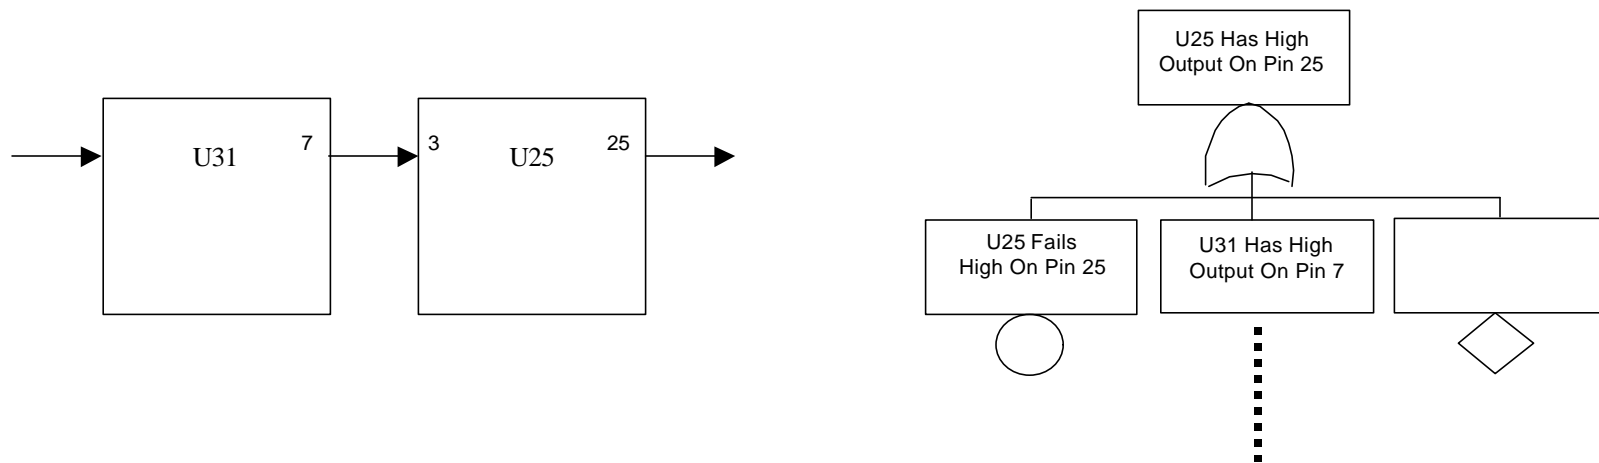 U31
7
3
U25
25
U25 Has High
Output On Pin 25
U25 Fails
High On Pin 25
U31 Has High
Output On Pin 7